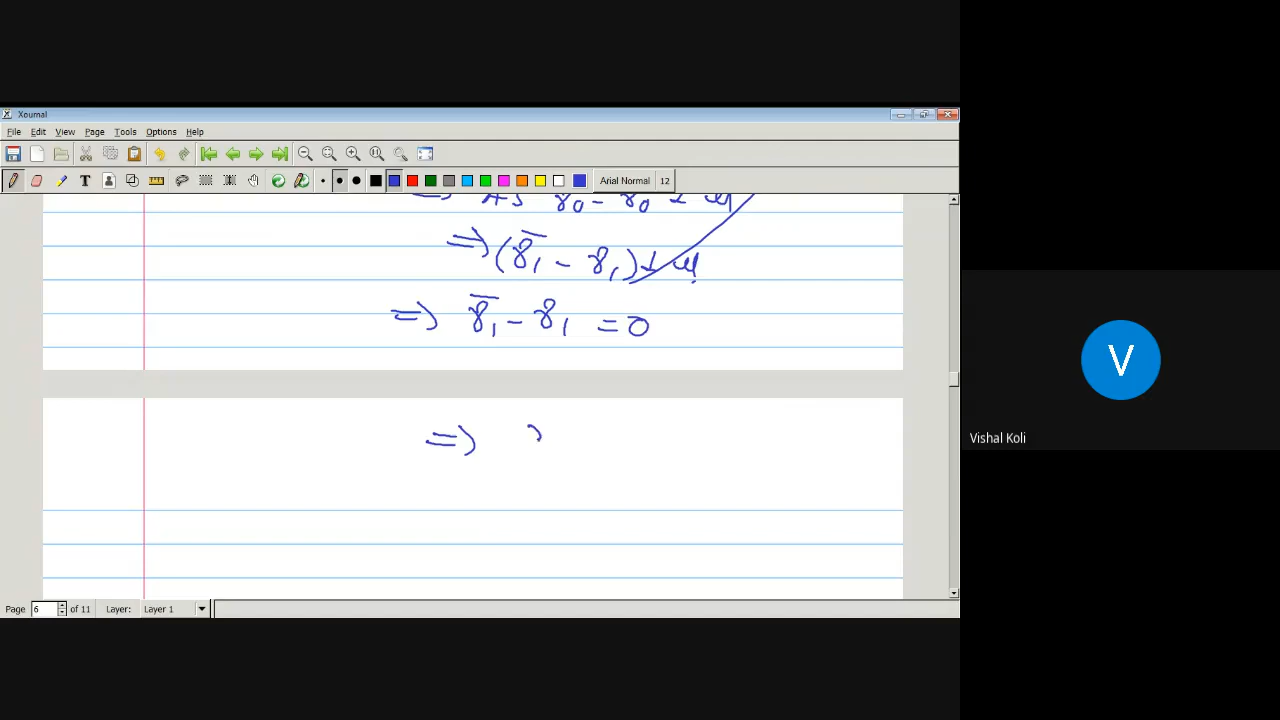 Xournal
File Edit View Page Tools Options Help
Arial Normal 12
⇒ (γ̅₁ - γ₁) ⊥ u
⇒ γ̅₁ - γ₁ = 0
⇒
V
Vishal Koli
Page 6 of 11 Layer: Layer 1